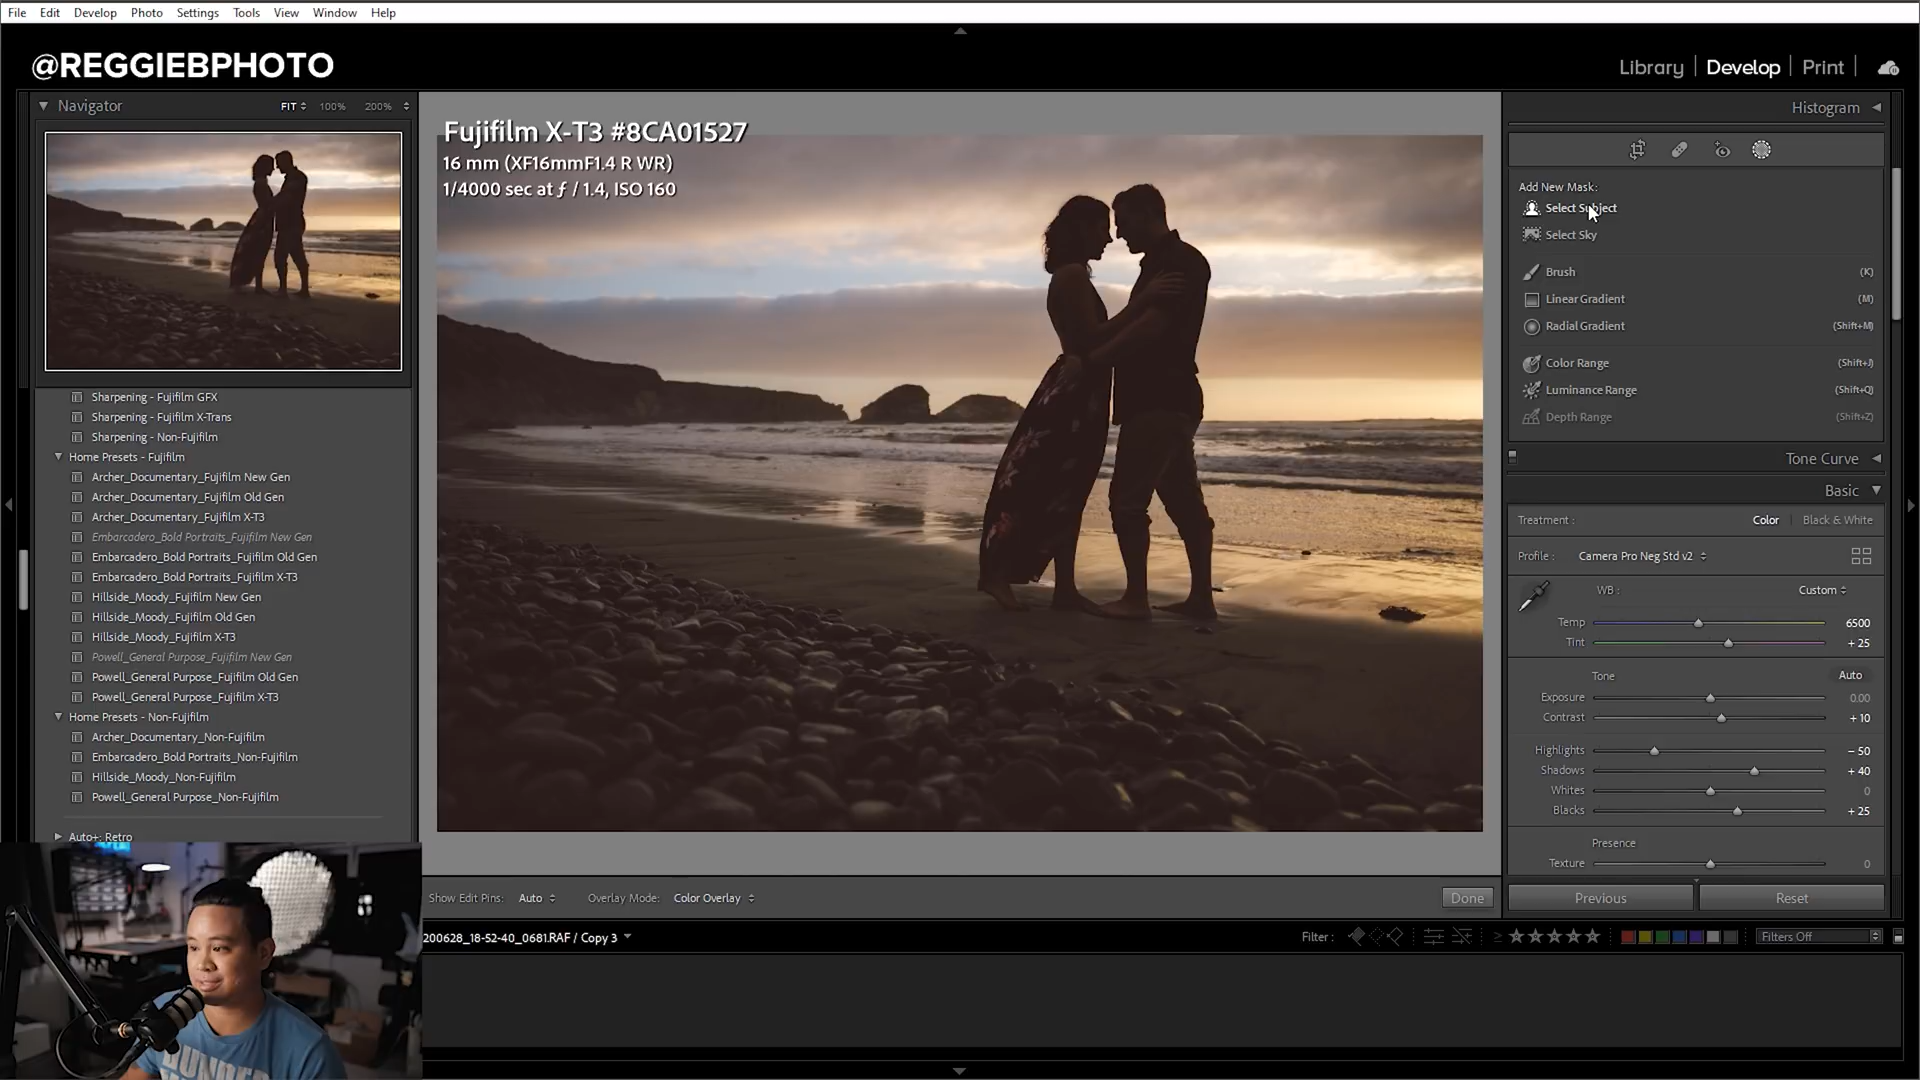 File Edit Develop Photo Settings Tools View Window Help
@REGGIEBPHOTO
Library | Develop | Print |
Navigator FIT 100% 200%
Sharpening - Fujifilm GFX
Sharpening - Fujifilm X-Trans
Sharpening - Non-Fujifilm
Home Presets - Fujifilm
Archer_Documentary_Fujifilm New Gen
Archer_Documentary_Fujifilm Old Gen
Archer_Documentary_Fujifilm X-T3
Embarcadero_Bold Portraits_Fujifilm New Gen
Embarcadero_Bold Portraits_Fujifilm Old Gen
Embarcadero_Bold Portraits_Fujifilm X-T3
Hillside_Moody_Fujifilm New Gen
Hillside_Moody_Fujifilm Old Gen
Hillside_Moody_Fujifilm X-T3
Powell_General Purpose_Fujifilm New Gen
Powell_General Purpose_Fujifilm Old Gen
Powell_General Purpose_Fujifilm X-T3
Home Presets - Non-Fujifilm
Archer_Documentary_Non-Fujifilm
Embarcadero_Bold Portraits_Non-Fujifilm
Hillside_Moody_Non-Fujifilm
Powell_General Purpose_Non-Fujifilm
Auto+: Retro
Fujifilm X-T3 #8CA01527
16 mm (XF16mmF1.4 R WR)
1/4000 sec at ƒ / 1.4, ISO 160
Show Edit Pins: Auto Overlay Mode: Color Overlay Done
200628_18-52-40_0681.RAF / Copy 3
Filter : ≥ Filters Off
Histogram
Add New Mask:
Select Subject
Select Sky
Brush (K)
Linear Gradient (M)
Radial Gradient (Shift+M)
Color Range (Shift+J)
Luminance Range (Shift+Q)
Depth Range (Shift+Z)
Tone Curve
Basic
Treatment : Color | Black & White
Profile : Camera Pro Neg Std v2
WB : Custom
Temp 6500
Tint + 25
Tone Auto
Exposure 0.00
Contrast + 10
Highlights − 50
Shadows + 40
Whites 0
Blacks + 25
Presence
Texture 0
Previous Reset